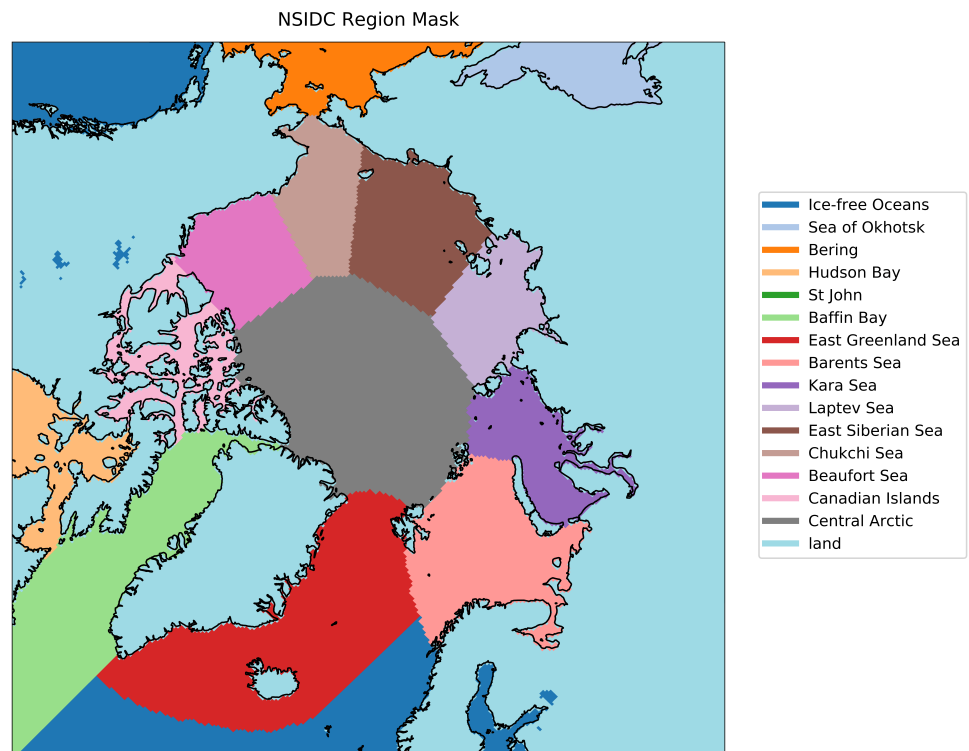 NSIDC Region Mask
Ice-free Oceans
Sea of Okhotsk
Bering
Hudson Bay
St John
Baffin Bay
East Greenland Sea
Barents Sea
Kara Sea
Laptev Sea
East Siberian Sea
Chukchi Sea
Beaufort Sea
Canadian Islands
Central Arctic
land